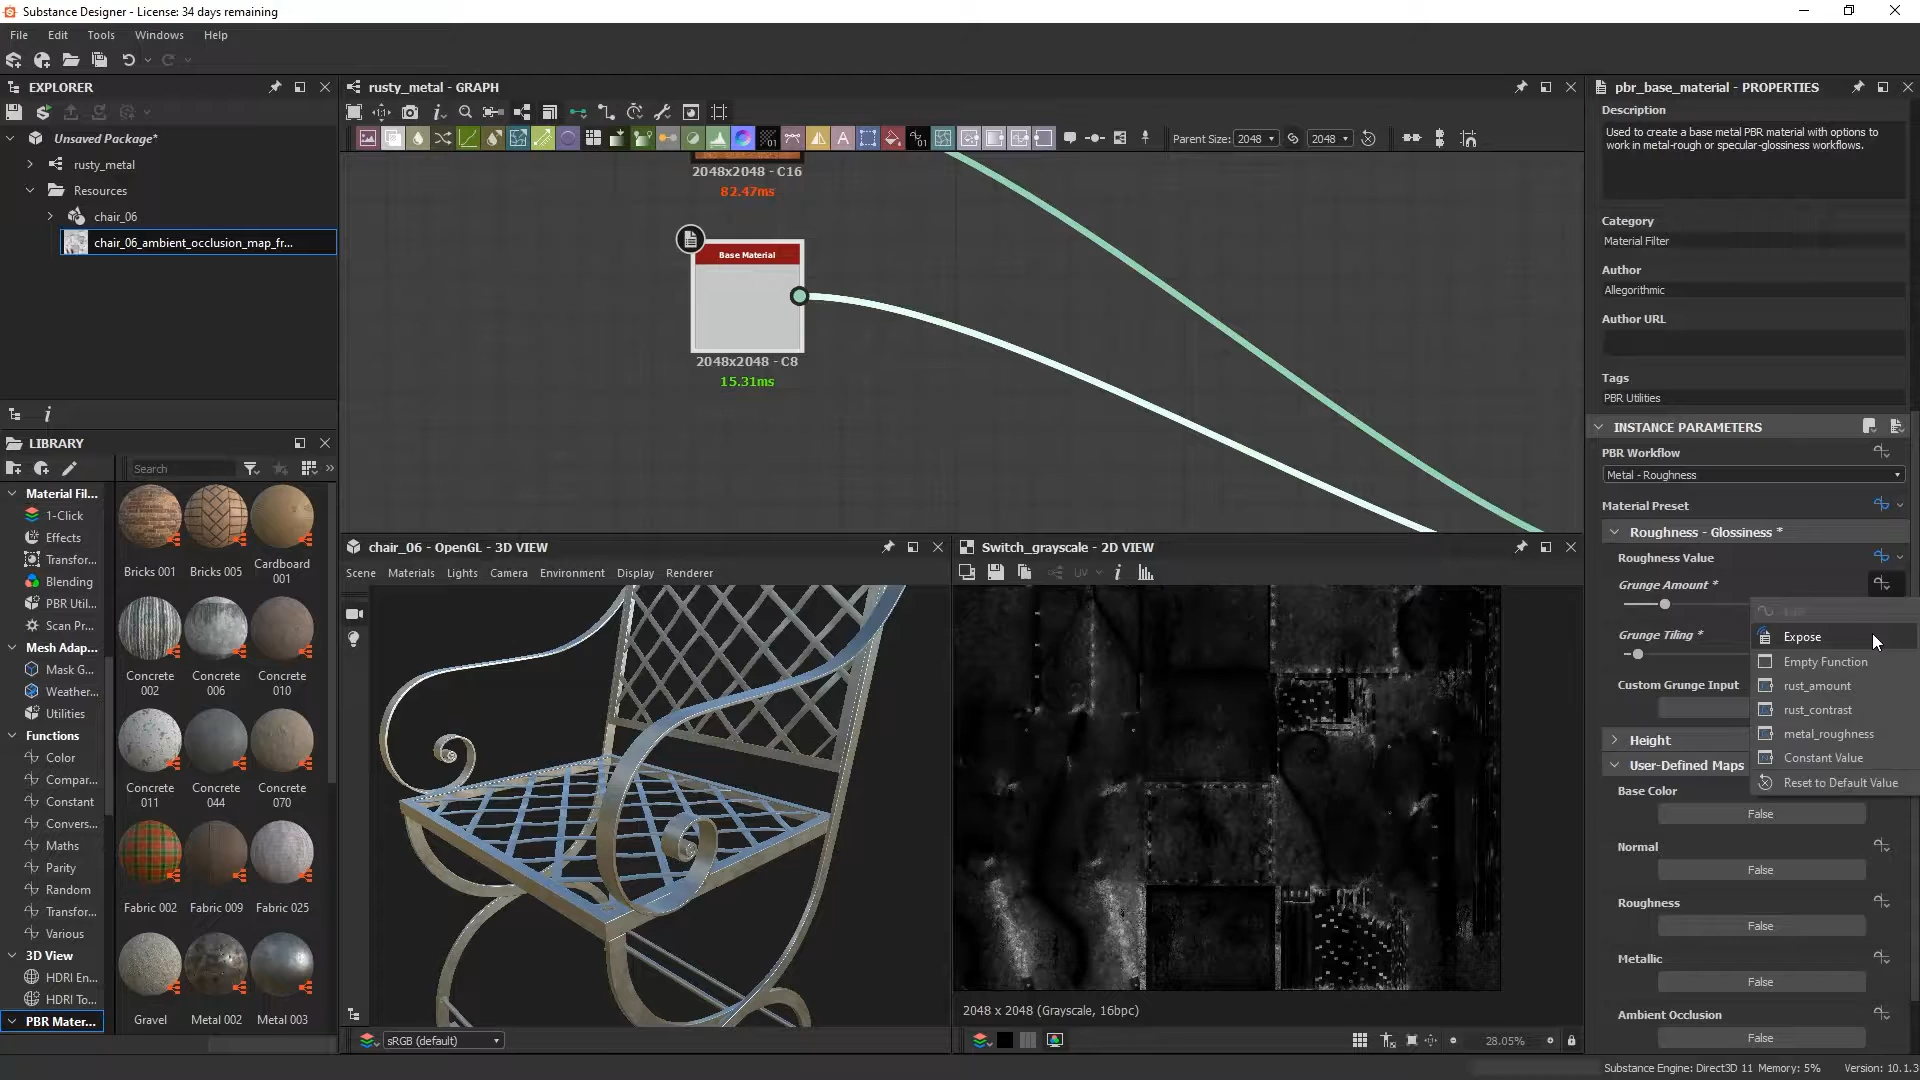 Substance Designer - License: 34 days remaining
File Edit Tools Windows Help
EXPLORER
Unsaved Package*
rusty_metal
Resources
chair_06
chair_06_ambient_occlusion_map_fr...
LIBRARY
Search
Material Fil...
1-Click
Effects
Transfor...
Blending
PBR Util...
Scan Pr...
Mesh Adap...
Mask G...
Weather...
Utilities
Functions
Color
Compar...
Constant
Convers...
Maths
Parity
Random
Transfor...
Various
3D View
HDRI En...
HDRI To...
PBR Mater...
Bricks 001 Bricks 005 Cardboard 001
Concrete 002 Concrete 006 Concrete 010
Concrete 011 Concrete 044 Concrete 070
Fabric 002 Fabric 009 Fabric 025
Gravel Metal 002 Metal 003
rusty_metal - GRAPH
Parent Size: 2048 2048
2048x2048 - C16
82.47ms
Base Material
2048x2048 - C8
15.31ms
chair_06 - OpenGL - 3D VIEW
Scene Materials Lights Camera Environment Display Renderer
sRGB (default)
Switch_grayscale - 2D VIEW
UV
2048 x 2048 (Grayscale, 16bpc)
28.05%
pbr_base_material - PROPERTIES
Description
Used to create a base metal PBR material with options to
work in metal-rough or specular-glossiness workflows.
Category
Material Filter
Author
Allegorithmic
Author URL
Tags
PBR Utilities
INSTANCE PARAMETERS
PBR Workflow
Metal - Roughness
Material Preset
Roughness - Glossiness *
Roughness Value
Grunge Amount *
Grunge Tiling *
Custom Grunge Input
Height
User-Defined Maps
Expose
Empty Function
rust_amount
rust_contrast
metal_roughness
Constant Value
Reset to Default Value
Base Color
False
Normal
False
Roughness
False
Metallic
False
Ambient Occlusion
False
Substance Engine: Direct3D 11 Memory: 5% Version: 10.1.3